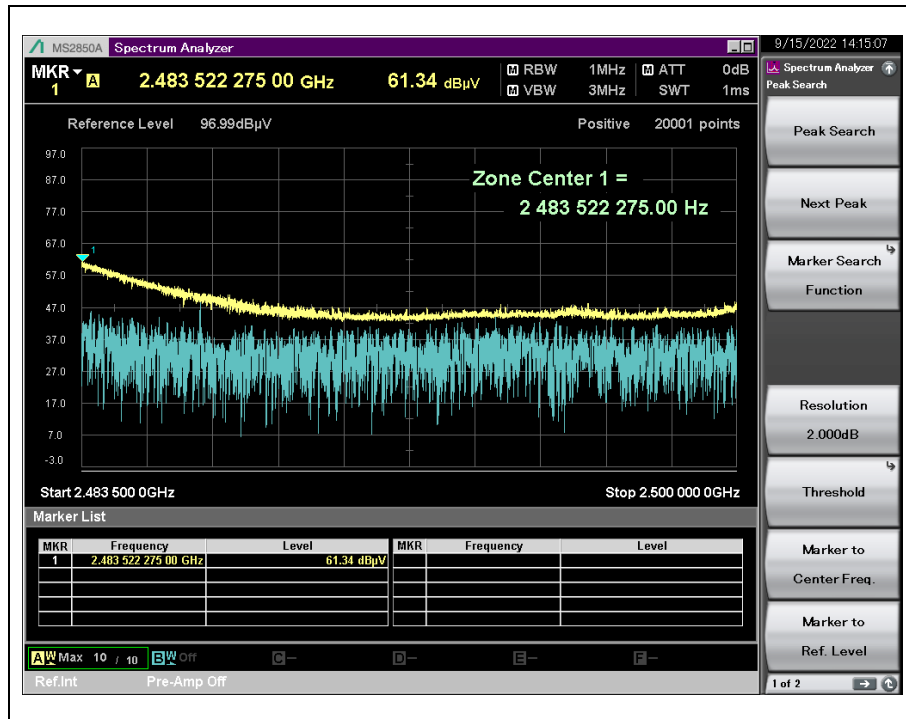 MS2850A Spectrum Analyzer
9/15/2022 14:15:07
MKR 1 A 2.483 522 275 00 GHz 61.34 dBµV
RBW 1MHz ATT 0dB
VBW 3MHz SWT 1ms
Reference Level 96.99dBµV Positive 20001 points
Zone Center 1 =
2 483 522 275.00 Hz
97.0
87.0
77.0
67.0
57.0
47.0
37.0
27.0
17.0
7.0
-3.0
1
Start 2.483 500 0GHz Stop 2.500 000 0GHz
Marker List
MKR Frequency Level MKR Frequency Level
1 2.483 522 275 00 GHz 61.34 dBµV
A W Max 10 / 10 B W Off C - D - E - F -
Ref.Int Pre-Amp Off
Spectrum Analyzer
Peak Search
Peak Search
Next Peak
Marker Search
Function
Resolution
2.000dB
Threshold
Marker to
Center Freq.
Marker to
Ref. Level
1 of 2